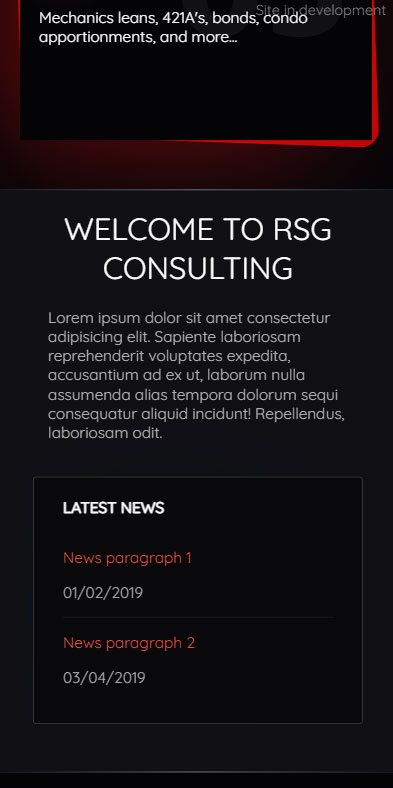 Site in development
Mechanics leans, 421A's, bonds, condo
apportionments, and more...
WELCOME TO RSG
CONSULTING
Lorem ipsum dolor sit amet consectetur
adipisicing elit. Sapiente laboriosam
reprehenderit voluptates expedita,
accusantium ad ex ut, laborum nulla
assumenda alias tempora dolorum sequi
consequatur aliquid incidunt! Repellendus,
laboriosam odit.
LATEST NEWS
News paragraph 1
01/02/2019
News paragraph 2
03/04/2019